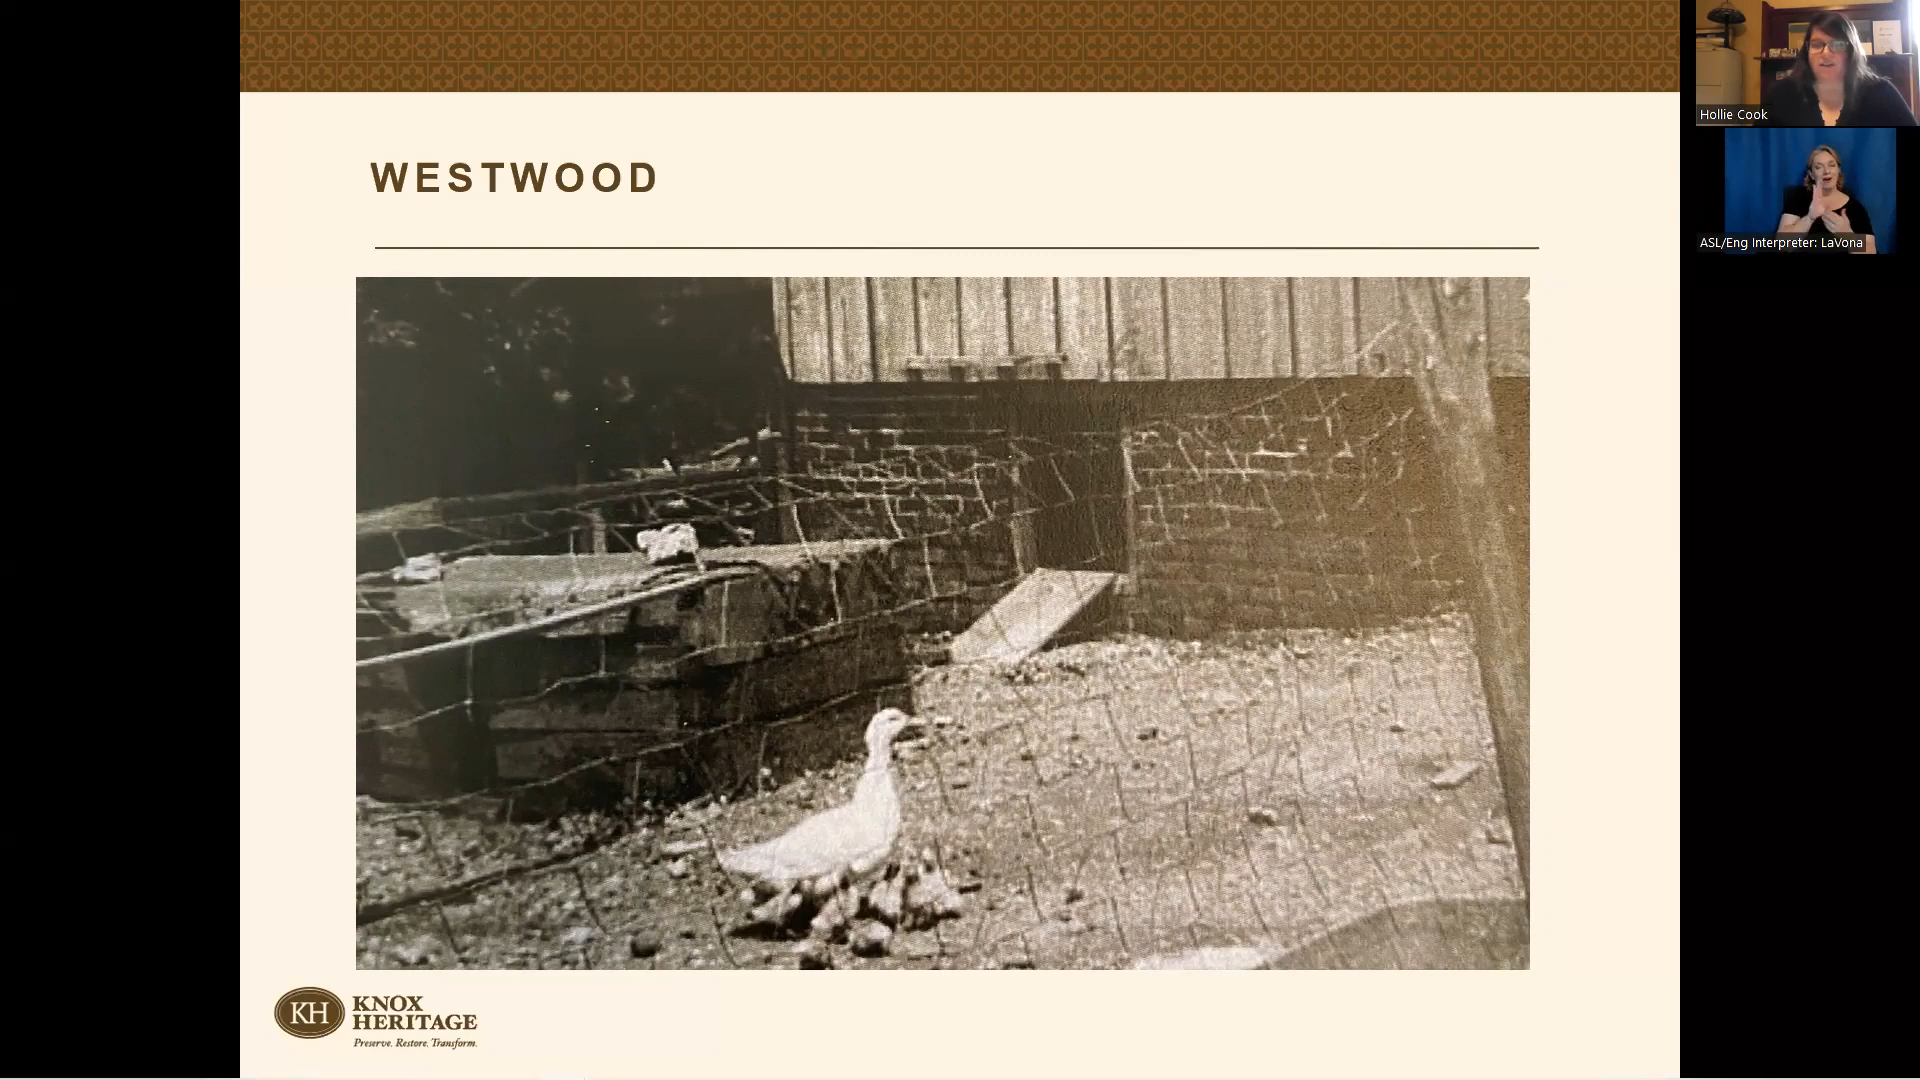 WESTWOOD
Hollie Cook
ASL/Eng Interpreter: LaVona
KH
KNOX
HERITAGE
Preserve. Restore. Transform.